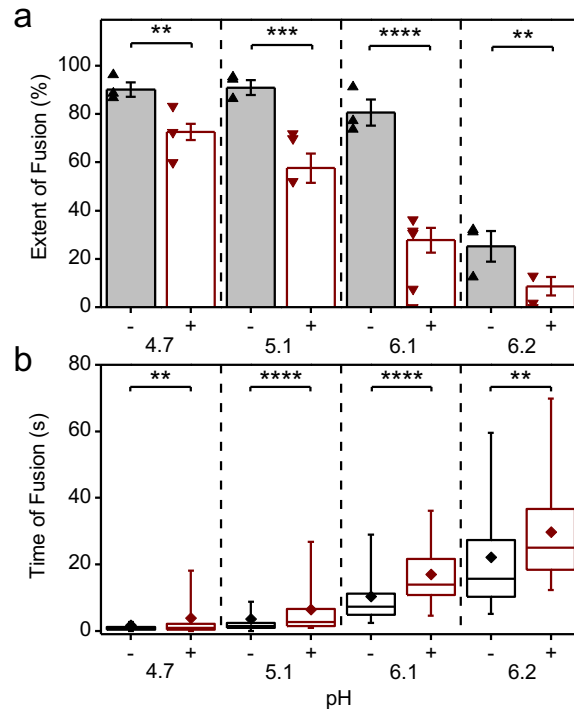 a
** *** **** **
Extent of Fusion (%)
100
80
60
40
20
0
- + - + - + - +
4.7 5.1 6.1 6.2
b
** **** **** **
Time of Fusion (s)
80
60
40
20
0
- + - + - + - +
4.7 5.1 6.1 6.2
pH